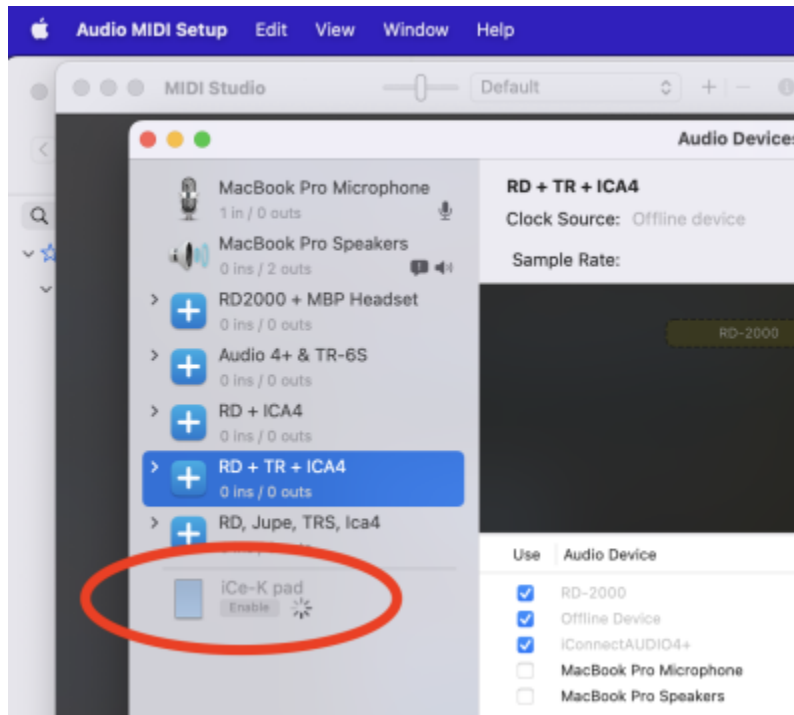 Audio MIDI Setup Edit View Window Help
MIDI Studio Default
Audio Devices
MacBook Pro Microphone
1 in / 0 outs
MacBook Pro Speakers
0 ins / 2 outs
RD2000 + MBP Headset
0 ins / 0 outs
Audio 4+ & TR-6S
0 ins / 0 outs
RD + ICA4
0 ins / 0 outs
RD + TR + ICA4
0 ins / 0 outs
RD, Jupe, TRS, Ica4
iCe-K pad
Enable
RD + TR + ICA4
Clock Source: Offline device
Sample Rate:
RD-2000
Use Audio Device
RD-2000
Offline Device
iConnectAUDIO4+
MacBook Pro Microphone
MacBook Pro Speakers